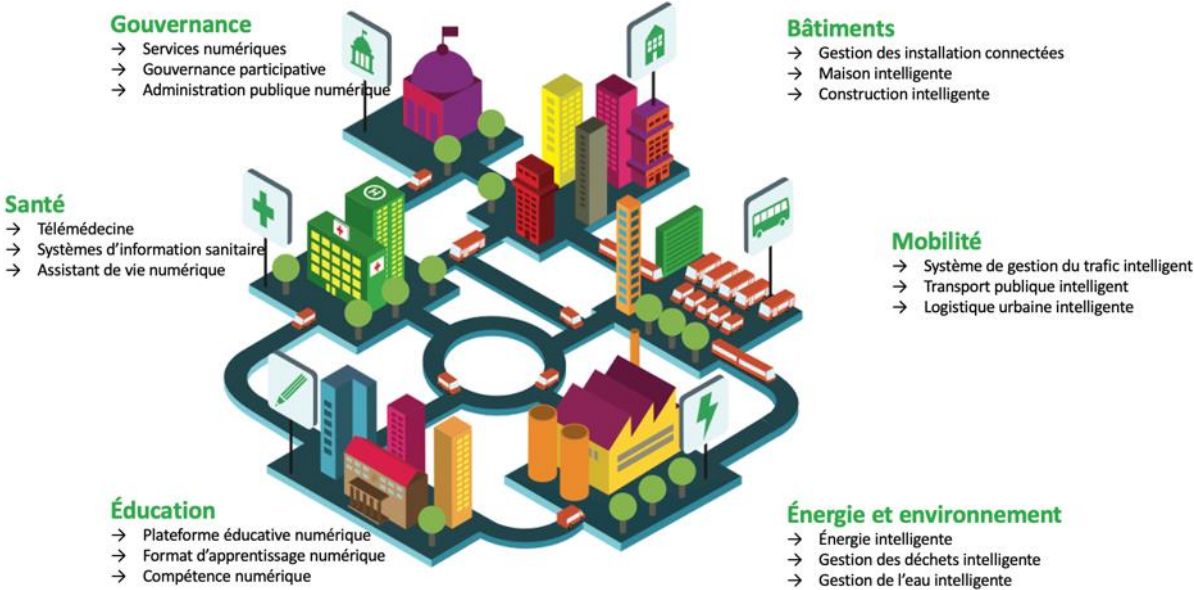 Gouvernance
→ Services numériques
→ Gouvernance participative
→ Administration publique numérique
Bâtiments
→ Gestion des installation connectées
→ Maison intelligente
→ Construction intelligente
Santé
→ Télémédecine
→ Systèmes d'information sanitaire
→ Assistant de vie numérique
Mobilité
→ Système de gestion du trafic intelligent
→ Transport publique intelligent
→ Logistique urbaine intelligente
Éducation
→ Plateforme éducative numérique
→ Format d'apprentissage numérique
→ Compétence numérique
Énergie et environnement
→ Énergie intelligente
→ Gestion des déchets intelligente
→ Gestion de l'eau intelligente
H